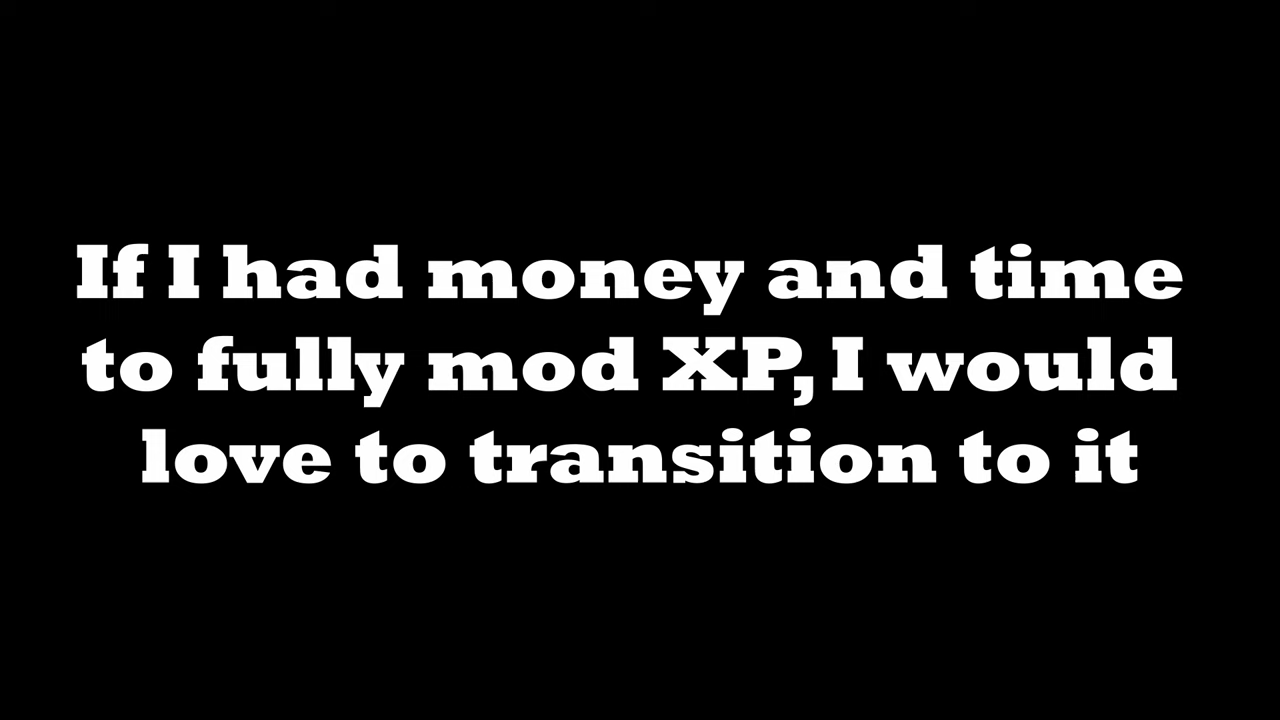 If I had money and time
to fully mod XP, I would
love to transition to it